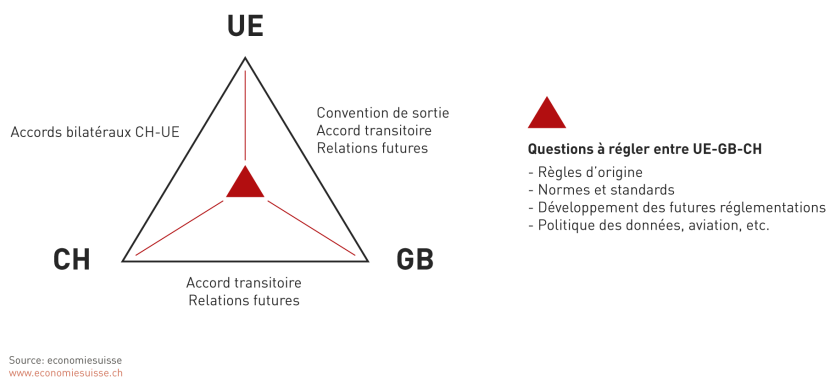 UE
Accords bilatéraux CH-UE
Convention de sortie
Accord transitoire
Relations futures
CH
GB
Accord transitoire
Relations futures
Questions à régler entre UE-GB-CH
- Règles d'origine
- Normes et standards
- Développement des futures réglementations
- Politique des données, aviation, etc.
Source: economiesuisse
www.economiesuisse.ch